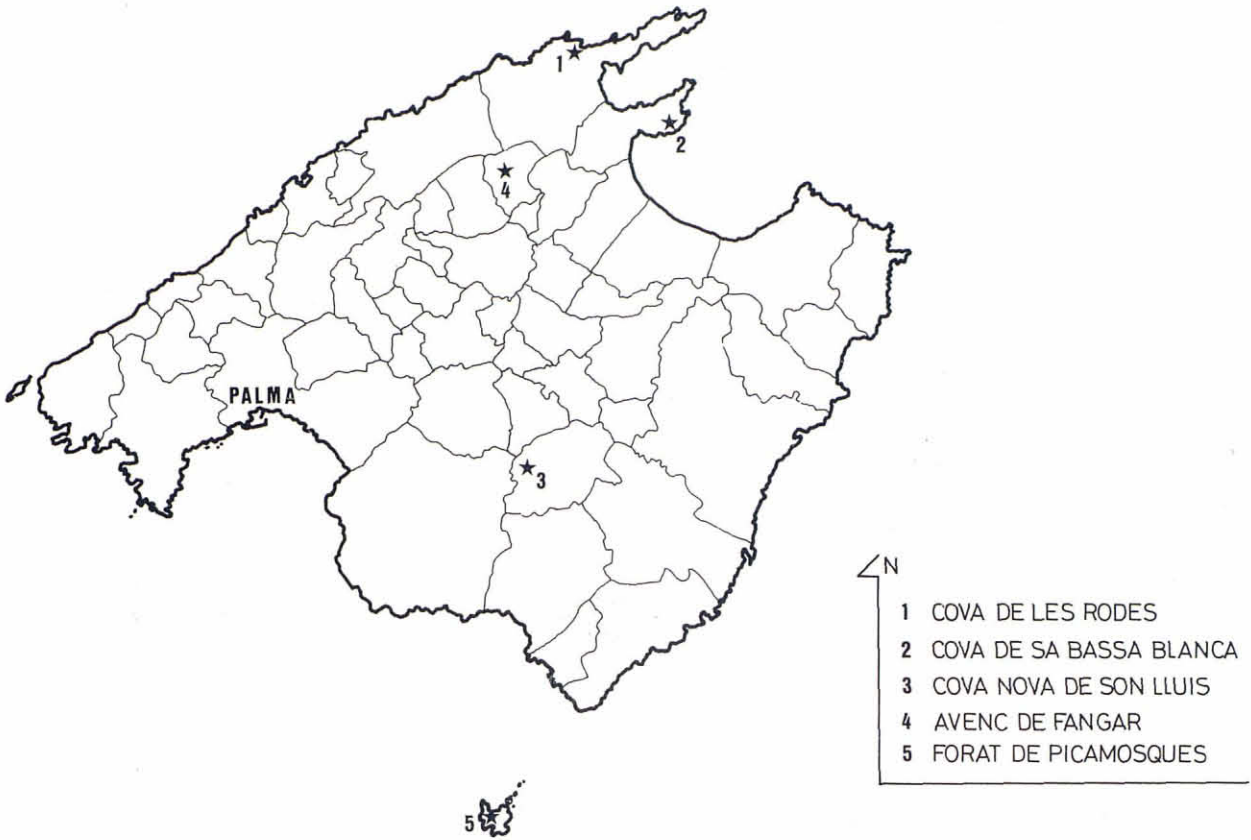 1
2
4
PALMA
3
5
N
1 COVA DE LES RODES
2 COVA DE SA BASSA BLANCA
3 COVA NOVA DE SON LLUIS
4 AVENC DE FANGAR
5 FORAT DE PICAMOSQUES